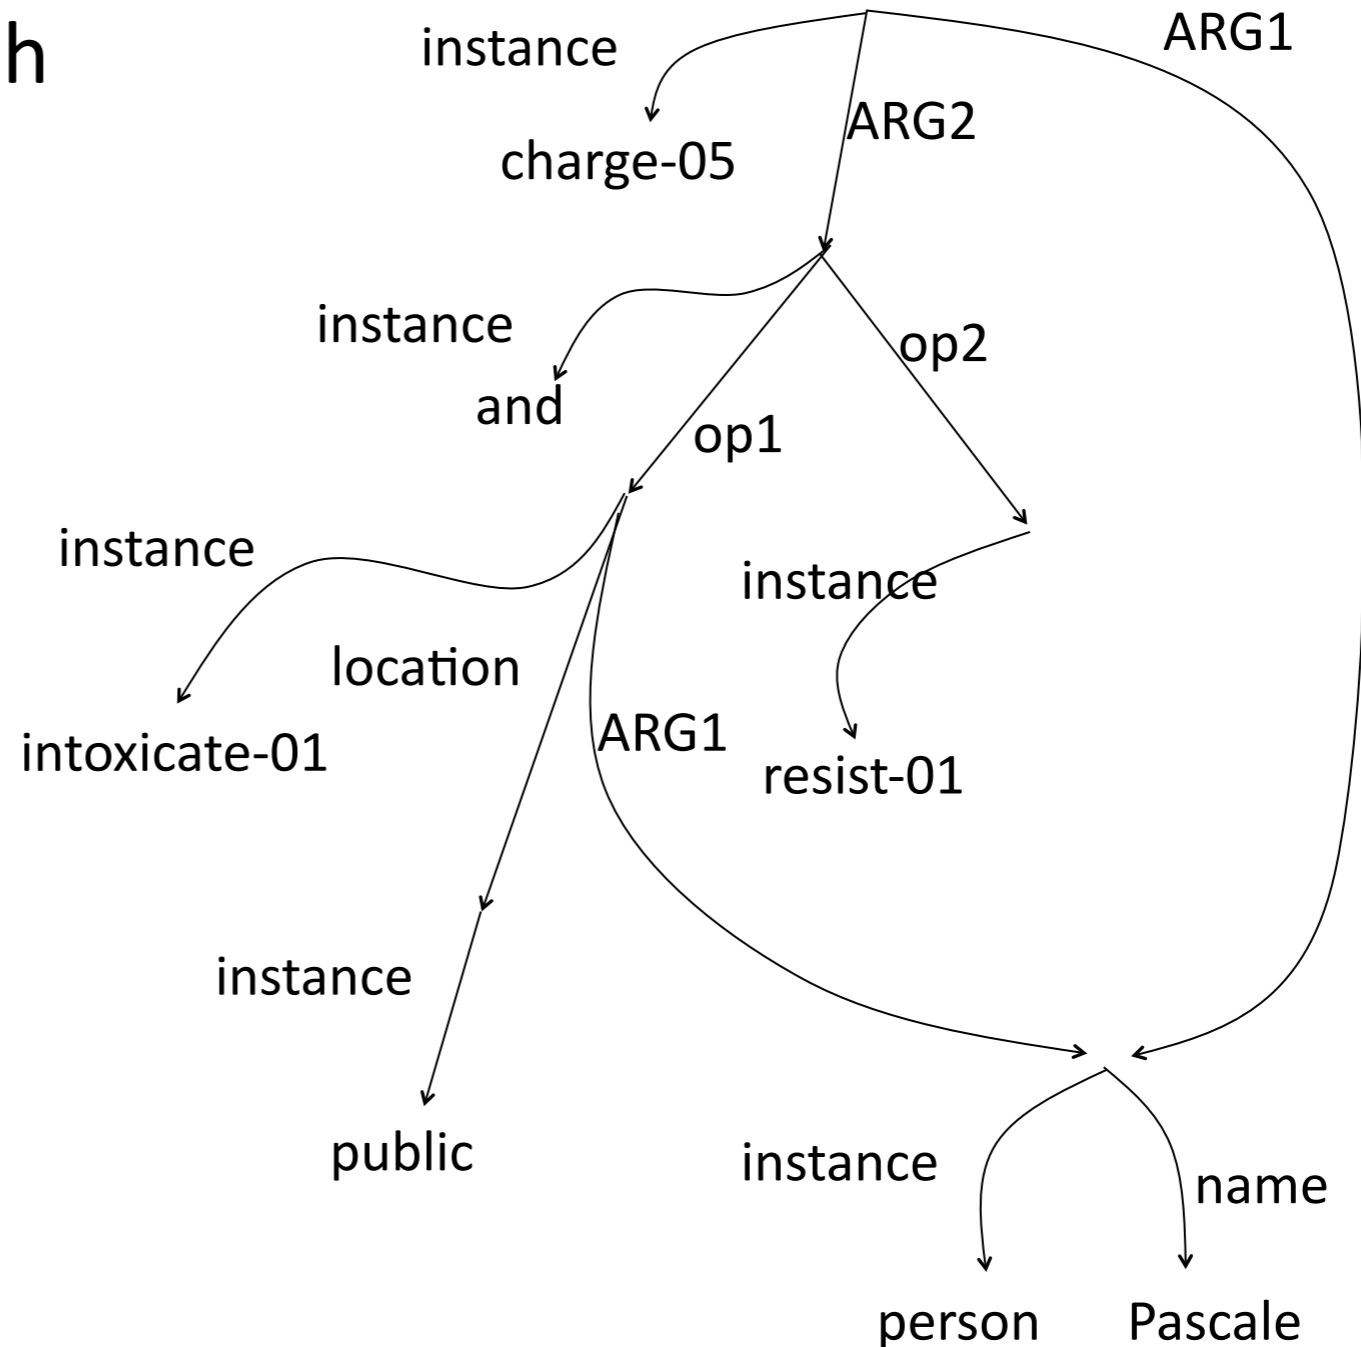 h
instance
ARG1
ARG2
charge-05
instance
op2
and
op1
instance
instance
location
ARG1
intoxicate-01
resist-01
instance
public
instance
name
person
Pascale